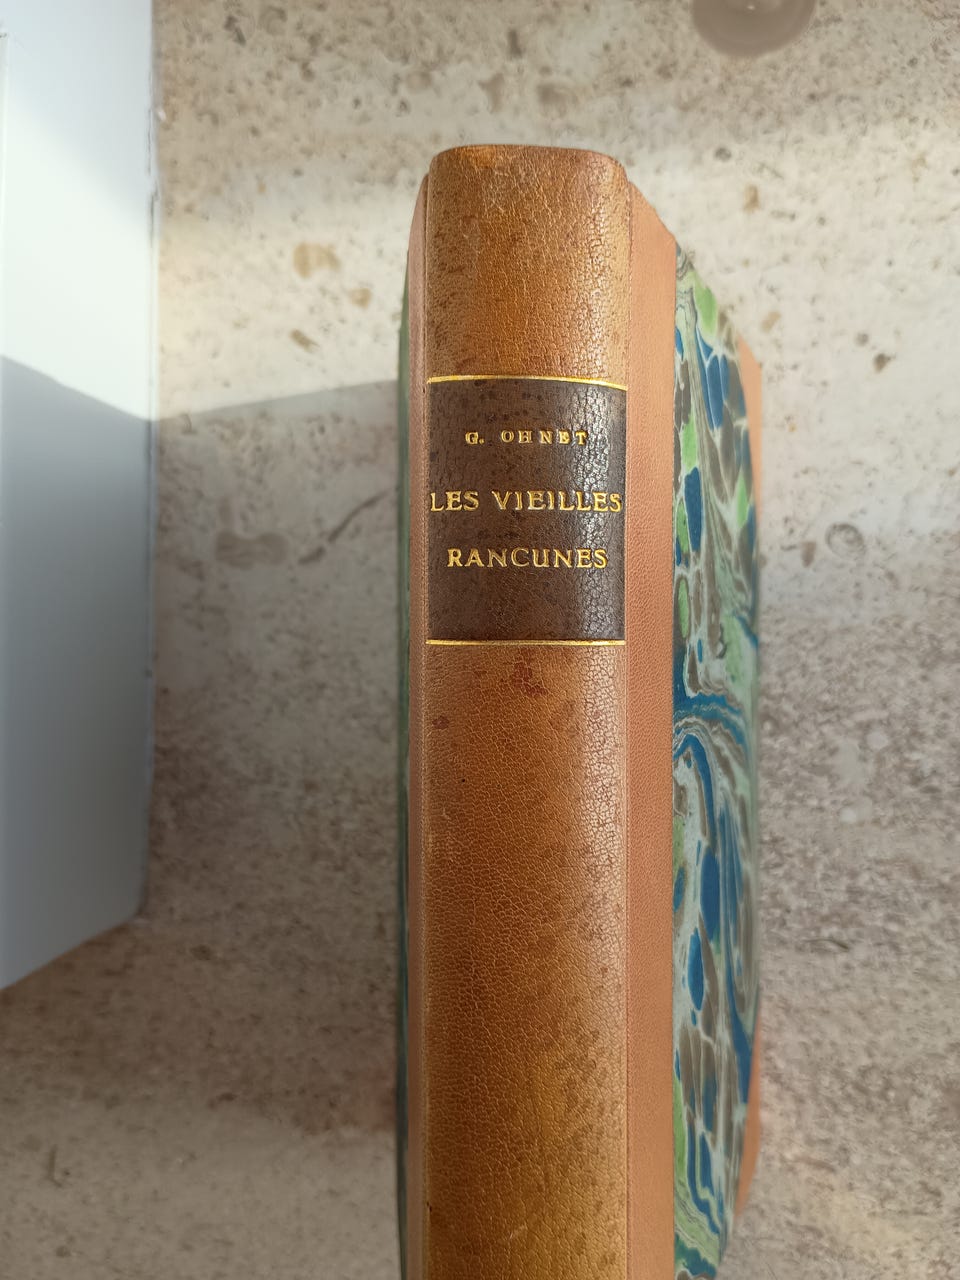 G. OHNET
LES VIEILLES
RANCUNES